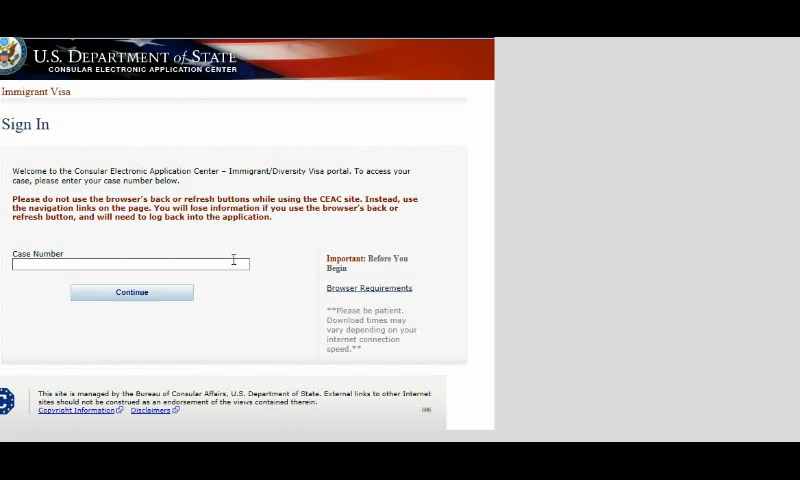 U.S. DEPARTMENT of STATE
CONSULAR ELECTRONIC APPLICATION CENTER
Immigrant Visa
Sign In
Welcome to the Consular Electronic Application Center – Immigrant/Diversity Visa portal. To access your
case, please enter your case number below.
Please do not use the browser's back or refresh buttons while using the CEAC site. Instead, use
the navigation links on the page. You will lose information if you use the browser's back or
refresh button, and will need to log back into the application.
Case Number
Continue
Important: Before You
Begin
Browser Requirements
**Please be patient.
Download times may
vary depending on your
internet connection
speed.**
This site is managed by the Bureau of Consular Affairs, U.S. Department of State. External links to other Internet
sites should not be construed as an endorsement of the views contained therein.
Copyright Information Disclaimers